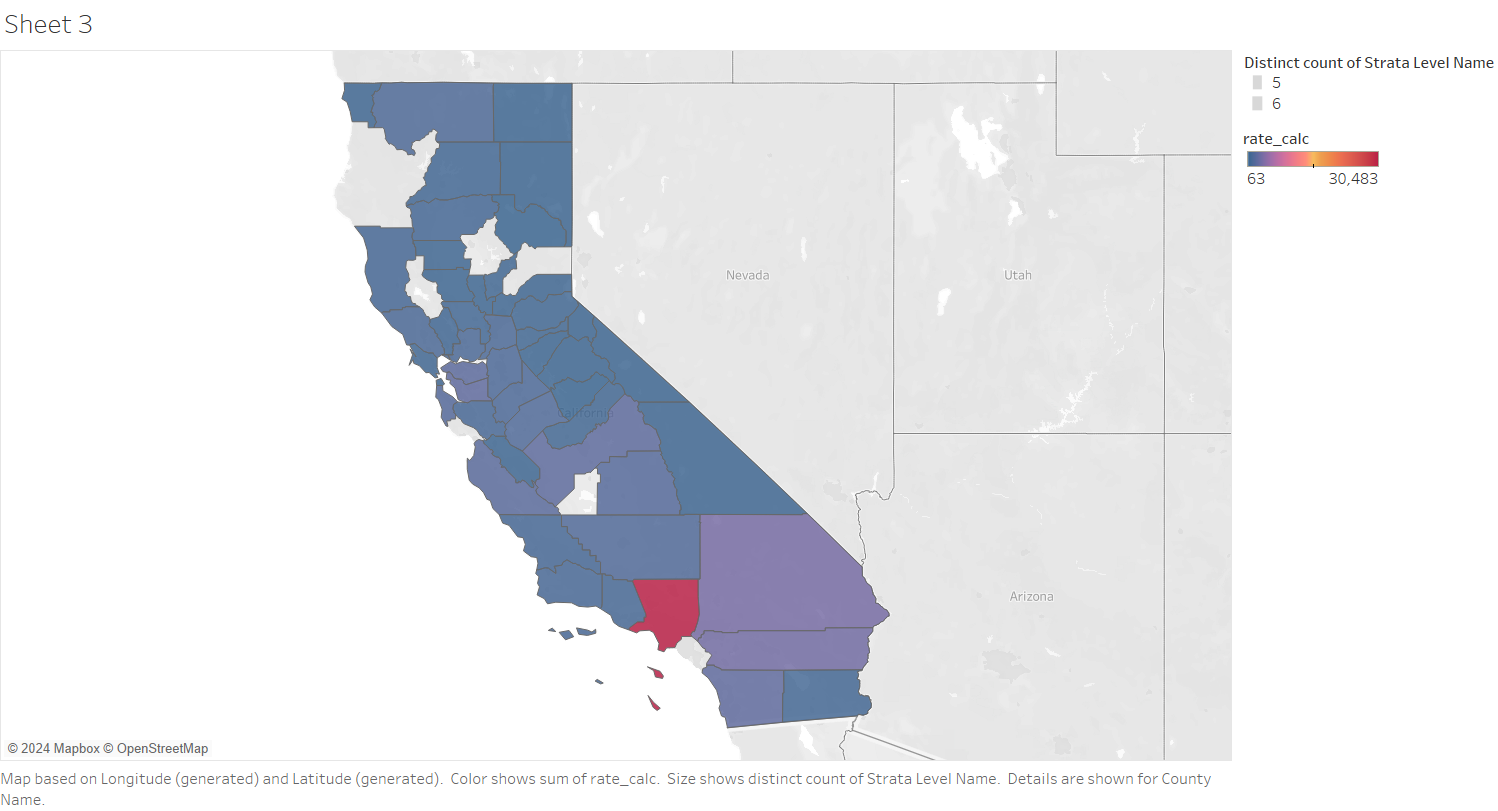 Sheet 3
Distinct count of Strata Level Name
5
6
rate_calc
63 30,483
Nevada
Utah
California
Arizona
© 2024 Mapbox © OpenStreetMap
Map based on Longitude (generated) and Latitude (generated).  Color shows sum of rate_calc.  Size shows distinct count of Strata Level Name.  Details are shown for County
Name.